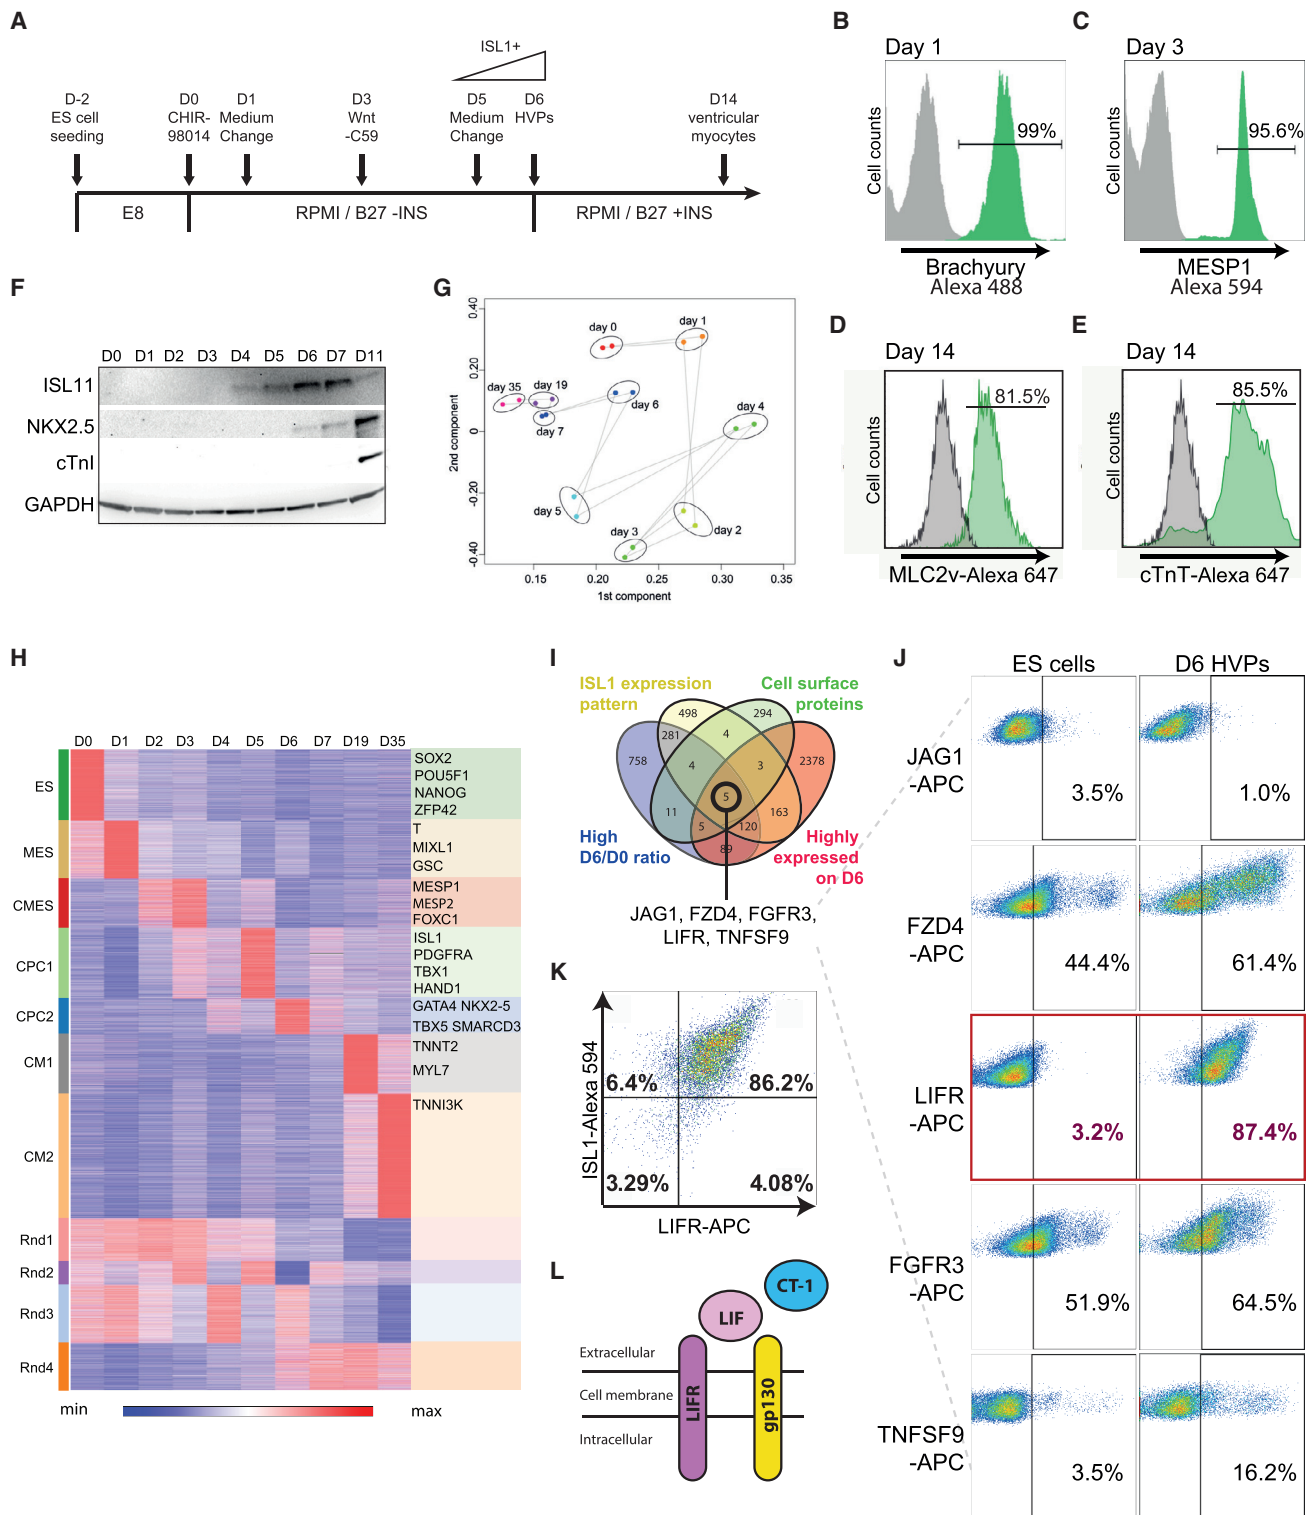 A
ISL1+
D-2
ES cell
seeding
D0
CHIR-
98014
D1
Medium
Change
D3
Wnt
-C59
D5
Medium
Change
D6
HVPs
D14
ventricular
myocytes
E8
RPMI / B27 -INS
RPMI / B27 +INS
B
Day 1
Cell counts
99%
Brachyury
Alexa 488
C
Day 3
Cell counts
95.6%
MESP1
Alexa 594
F
D0 D1 D2 D3 D4 D5 D6 D7 D11
ISL11
NKX2.5
cTnI
GAPDH
G
2nd component
0.40
0.20
0
-0.20
-0.40
day 0
day 1
day 35
day 19
day 7
day 6
day 4
day 5
day 3
day 2
0.15 0.20 0.25 0.30 0.35
1st component
D
Day 14
Cell counts
81.5%
MLC2v-Alexa 647
E
Day 14
Cell counts
85.5%
cTnT-Alexa 647
H
D0 D1 D2 D3 D4 D5 D6 D7 D19 D35
ES
SOX2
POU5F1
NANOG
ZFP42
MES
T
MIXL1
GSC
CMES
MESP1
MESP2
FOXC1
CPC1
ISL1
PDGFRA
TBX1
HAND1
CPC2
GATA4 NKX2-5
TBX5 SMARCD3
CM1
TNNT2
MYL7
CM2
TNNI3K
Rnd1
Rnd2
Rnd3
Rnd4
min
max
I
ISL1 expression
pattern
Cell surface
proteins
498
294
281
4
758
2378
4
3
5
11
163
5
120
89
High
D6/D0 ratio
Highly
expressed
on D6
JAG1, FZD4, FGFR3,
LIFR, TNFSF9
J
ES cells
D6 HVPs
JAG1
-APC
3.5%
1.0%
FZD4
-APC
44.4%
61.4%
LIFR
-APC
3.2%
87.4%
FGFR3
-APC
51.9%
64.5%
TNFSF9
-APC
3.5%
16.2%
K
ISL1-Alexa 594
6.4%
86.2%
3.29%
4.08%
LIFR-APC
L
CT-1
LIF
Extracellular
Cell membrane
Intracellular
LIFR
gp130